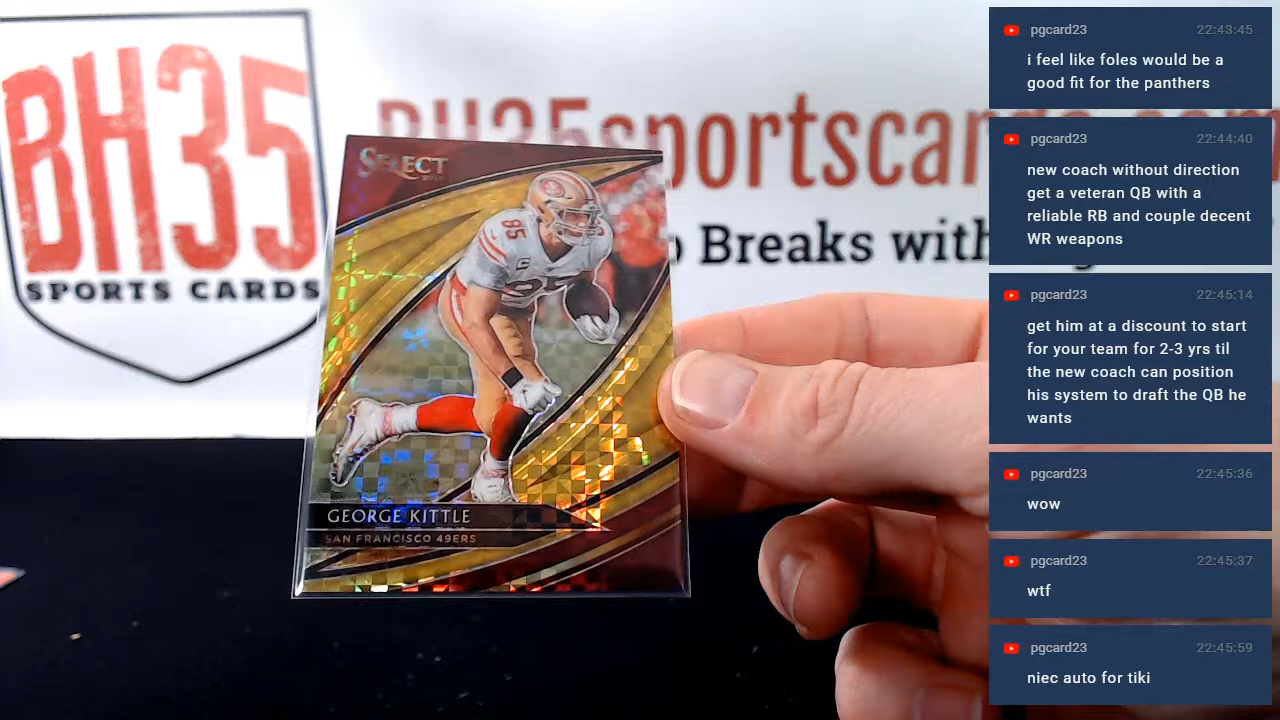 BH35
SPORTS CARDS
BH35sportscards.com
Breaks with
SELECT
85
85
GEORGE KITTLE
SAN FRANCISCO 49ERS
pgcard23 22:43:45
i feel like foles would be a
good fit for the panthers
pgcard23 22:44:40
new coach without direction
get a veteran QB with a
reliable RB and couple decent
WR weapons
pgcard23 22:45:14
get him at a discount to start
for your team for 2-3 yrs til
the new coach can position
his system to draft the QB he
wants
pgcard23 22:45:36
wow
pgcard23 22:45:37
wtf
pgcard23 22:45:59
niec auto for tiki